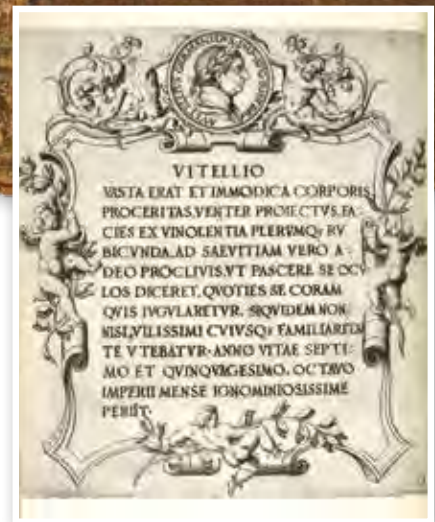 VITELLIO
VASTA ERAT ET IMMODICA CORPORIS
PROCERITAS, VENTER PROIECTVS, FA
CIES EX VINOLENTIA PLERVMQ; RV
BICVNDA. AD SAEVITIAM VERO A
DEO PROCLIVIS, VT PASCERE SE OCV
LOS DICERET, QVOTIES SE CORAM
QVIS IVGVLARETVR. SIQVIDEM NON
NISI, VILISSIMI CVIVSQ; FAMILIARITA
TE VTEBATVR. ANNO VITAE SEPTI
MO ET QVINQVAGESIMO. OCTAVO
IMPERII MENSE IGNOMINIOSISSIME
PERIIT.